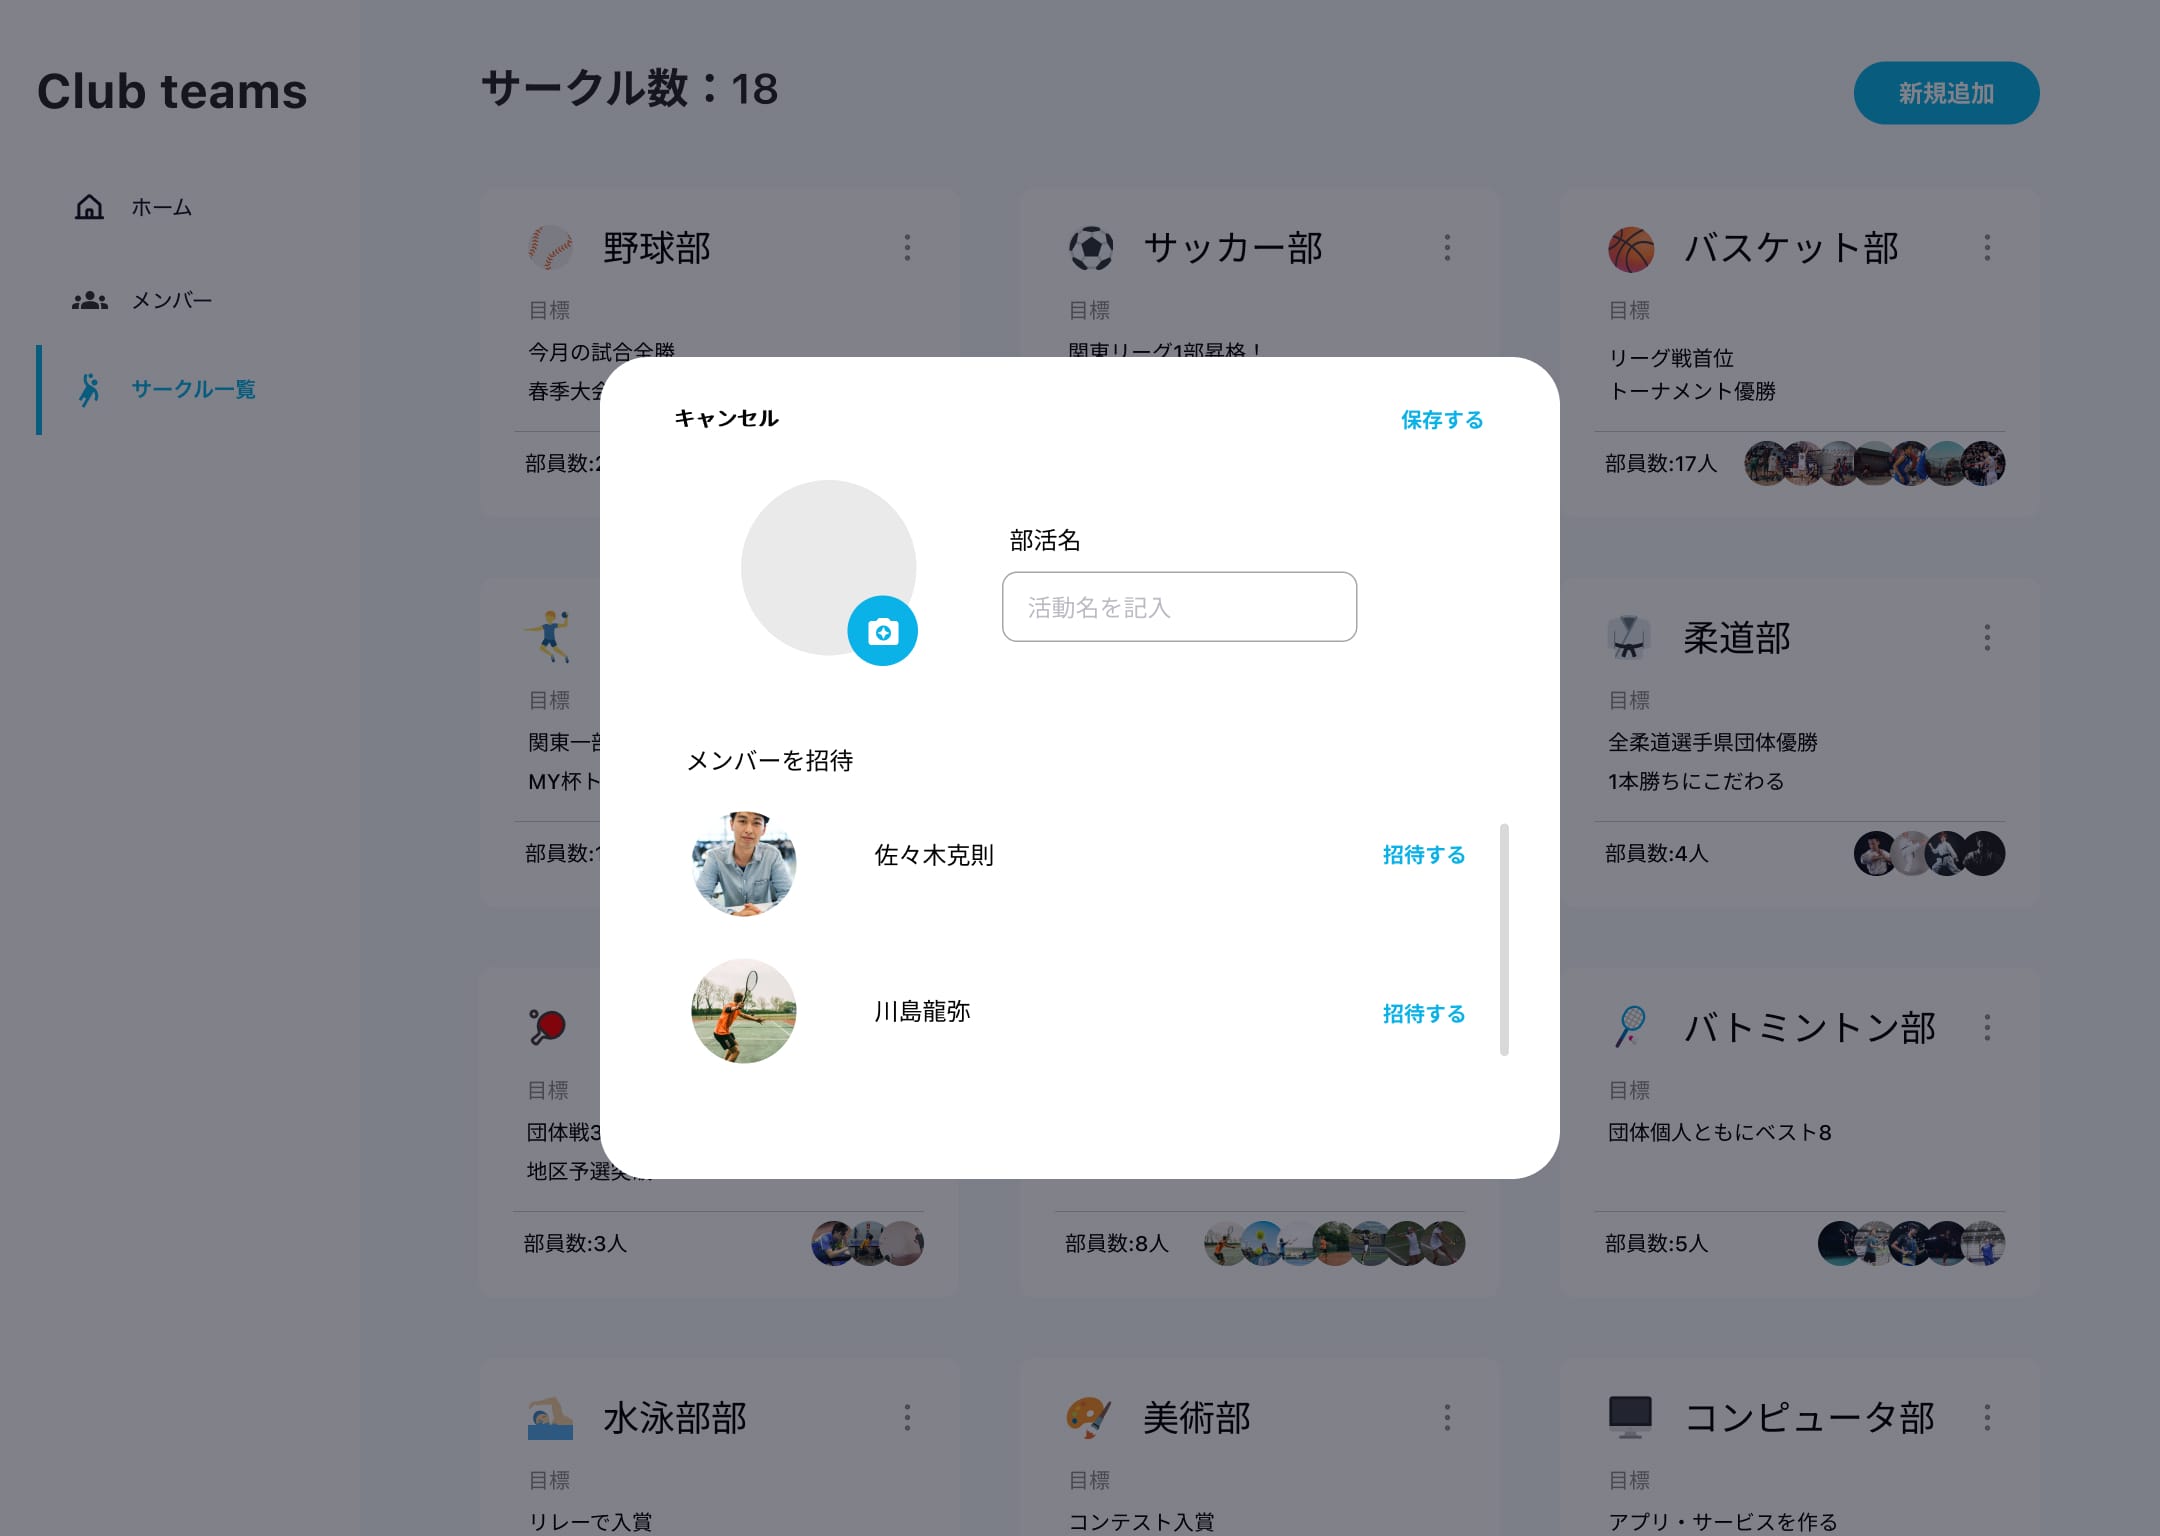 Club teams
ホーム
メンバー
サークル一覧
サークル数：18
新規追加
野球部
目標
今月の試合全勝
春季大会
部員数:2
サッカー部
目標
関東リーグ1部昇格！
バスケット部
目標
リーグ戦首位
トーナメント優勝
部員数:17人
キャンセル
保存する
部活名
活動名を記入
メンバーを招待
佐々木克則
招待する
川島龍弥
招待する
目標
関東一部
MY杯ト
部員数:1
柔道部
目標
全柔道選手県団体優勝
1本勝ちにこだわる
部員数:4人
目標
団体戦3
地区予選突破
部員数:3人
部員数:8人
バトミントン部
目標
団体個人ともにベスト8
部員数:5人
水泳部部
目標
リレーで入賞
美術部
目標
コンテスト入賞
コンピュータ部
目標
アプリ・サービスを作る